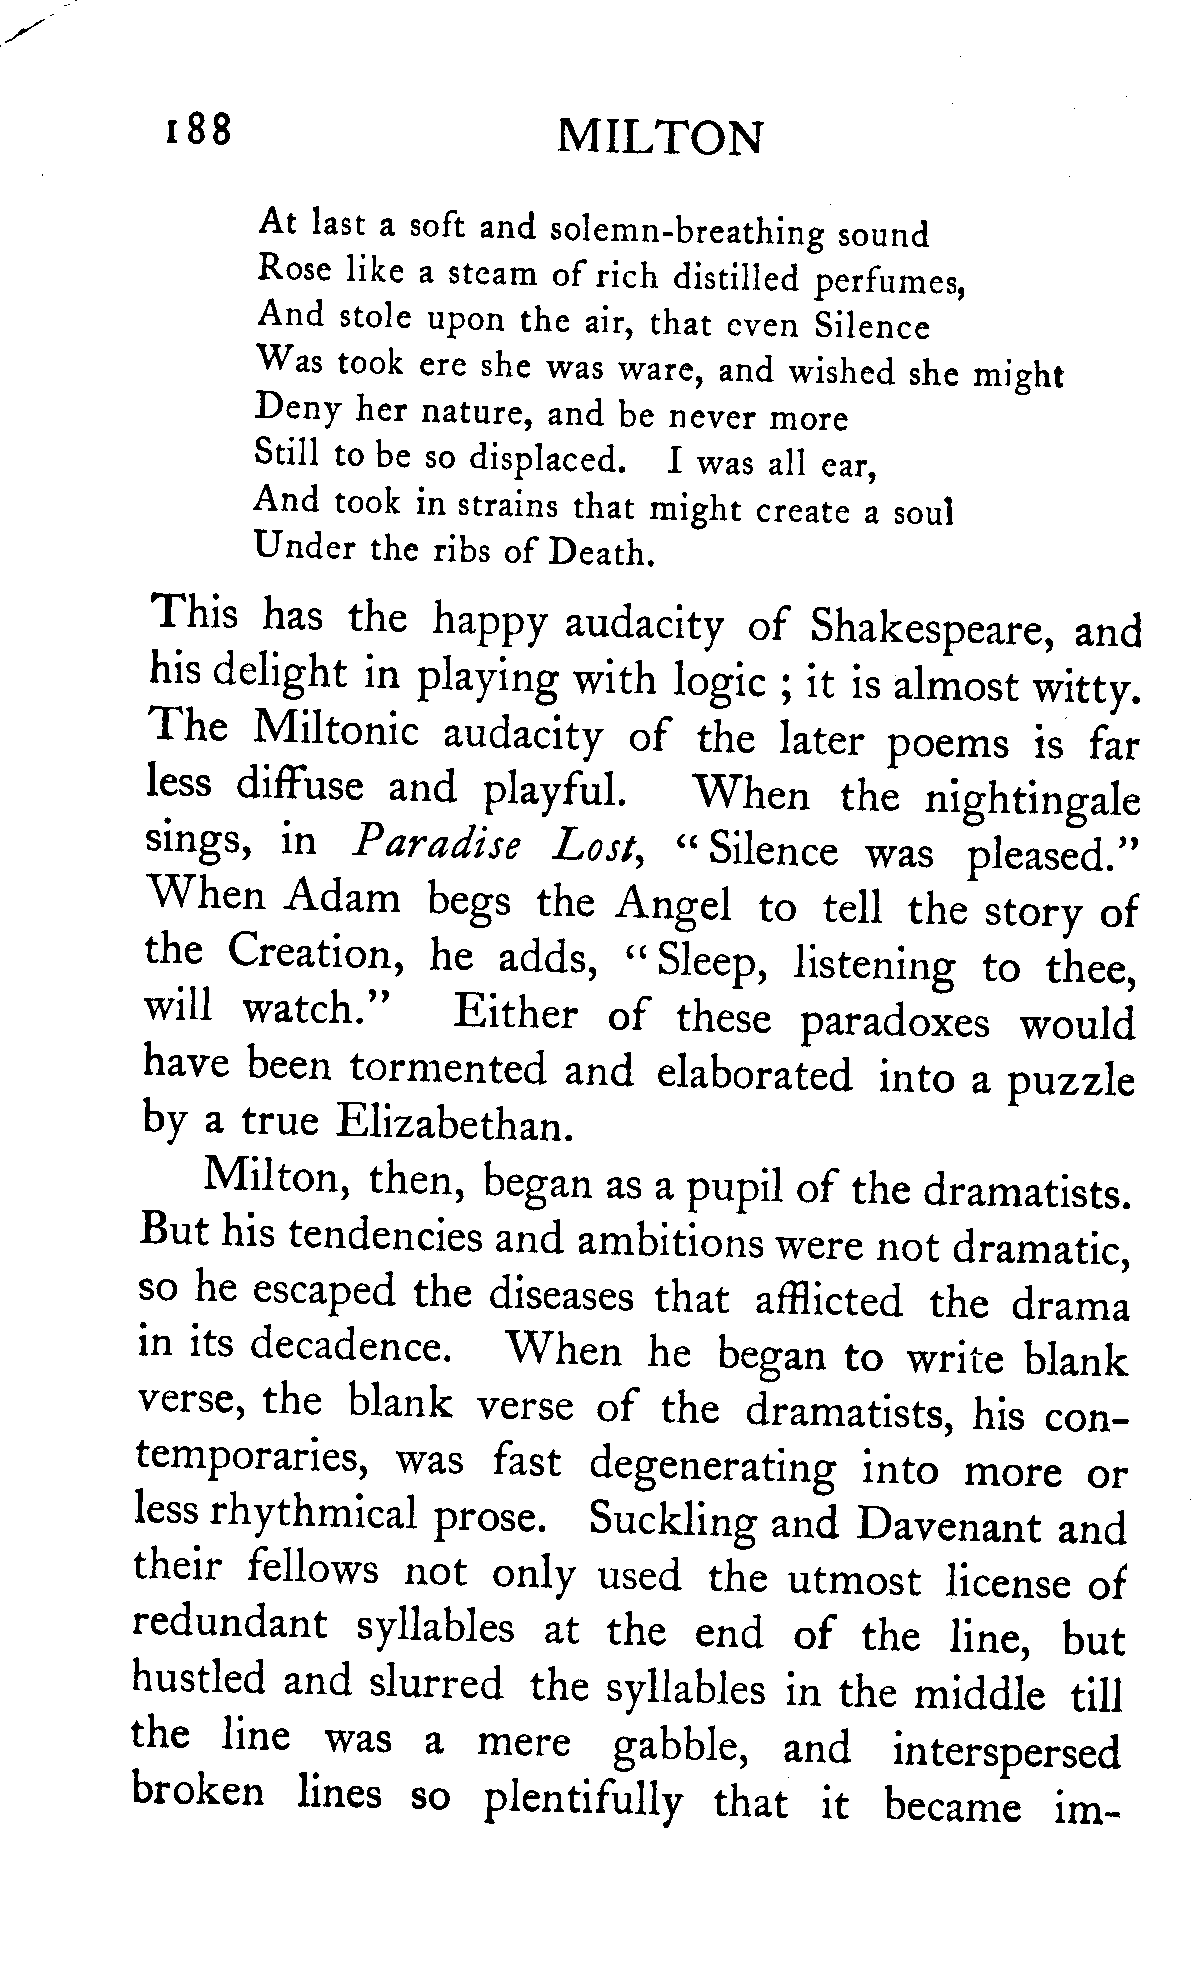 188 MILTON
At last a soft and solemn-breathing sound
Rose like a steam of rich distilled perfumes,
And stole upon the air, that even Silence
Was took ere she was ware, and wished she might
Deny her nature, and be never more
Still to be so displaced. I was all ear,
And took in strains that might create a soul
Under the ribs of Death.
This has the happy audacity of Shakespeare, and
his delight in playing with logic ; it is almost witty.
The Miltonic audacity of the later poems is far
less diffuse and playful. When the nightingale
sings, in Paradise Lost, “ Silence was pleased.”
When Adam begs the Angel to tell the story of
the Creation, he adds, “ Sleep, listening to thee,
will watch.” Either of these paradoxes would
have been tormented and elaborated into a puzzle
by a true Elizabethan.
Milton, then, began as a pupil of the dramatists.
But his tendencies and ambitions were not dramatic,
so he escaped the diseases that afflicted the drama
in its decadence. When he began to write blank
verse, the blank verse of the dramatists, his con-
temporaries, was fast degenerating into more or
less rhythmical prose. Suckling and Davenant and
their fellows not only used the utmost license of
redundant syllables at the end of the line, but
hustled and slurred the syllables in the middle till
the line was a mere gabble, and interspersed
broken lines so plentifully that it became im-